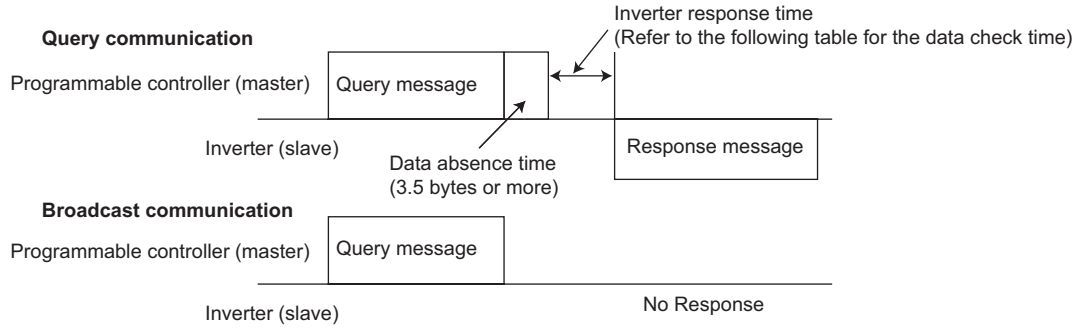 Inverter response time
(Refer to the following table for the data check time)
Query communication
Programmable controller (master)
Query message
Inverter (slave)
Data absence time
(3.5 bytes or more)
Response message
Broadcast communication
Programmable controller (master)
Query message
Inverter (slave)
No Response